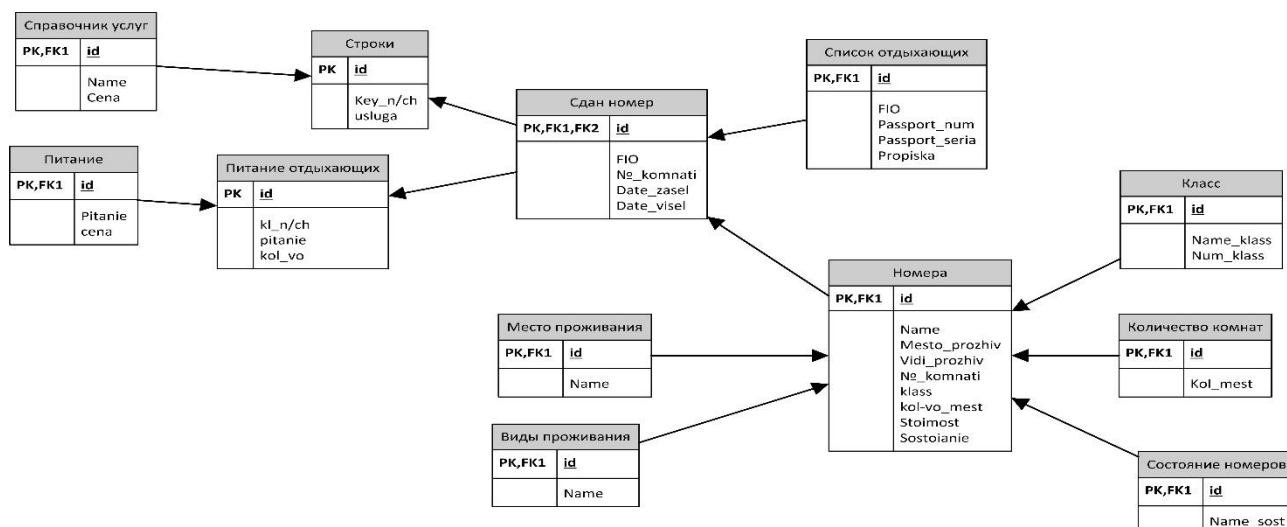 Справочник услуг
PK,FK1 id
Name
Cena
Строки
PK id
Key_n/ch
usluga
Питание
PK,FK1 id
Pitanie
cena
Питание отдыхающих
PK id
kl_n/ch
pitanie
kol_vo
Сдан номер
PK,FK1,FK2 id
FIO
№_komnati
Date_zasel
Date_visel
Список отдыхающих
PK,FK1 id
FIO
Passport_num
Passport_seria
Propiska
Класс
PK,FK1 id
Name_klass
Num_klass
Номера
PK,FK1 id
Name
Mesto_prozhiv
Vidi_prozhiv
№_komnati
klass
kol-vo_mest
Stoimost
Sostoianie
Место проживания
PK,FK1 id
Name
Количество комнат
PK,FK1 id
Kol_mest
Виды проживания
PK,FK1 id
Name
Состояние номеров
PK,FK1 id
Name_sost